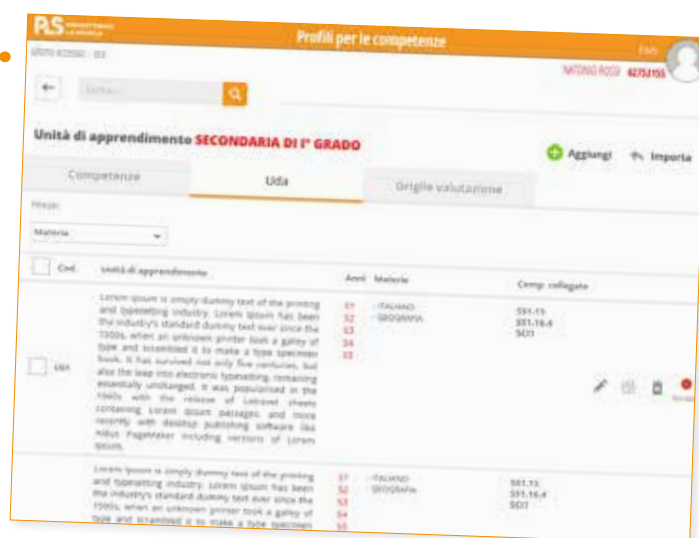 PLS
Profili per le competenze
62753155
Unità di apprendimento SECONDARIA DI I° GRADO
Aggiungi Importa
Competenze Uda Griglie valutazione
Materia
Cod. Unità di apprendimento Anni Materie Comp. collegate
Lorem ipsum is simply dummy text of the printing
and typesetting industry. Lorem Ipsum has been
the industry's standard dummy text ever since the
1500s, when an unknown printer took a galley of
type and scrambled it to make a type specimen
book. It has survived not only five centuries, but
also the leap into electronic typesetting, remaining
essentially unchanged. It was popularised in the
1960s with the release of Letraset sheets
containing Lorem Ipsum passages, and more
recently with desktop publishing software like
Aldus PageMaker including versions of Lorem
Ipsum.
S1
S2
S3
S4
S5
- ITALIANO
- GEOGRAFIA
SS1.15
SS1.16.4
Lorem ipsum is simply dummy text of the printing
and typesetting industry. Lorem Ipsum has been
the industry's standard dummy text ever since the
1500s, when an unknown printer took a galley of
type and scrambled it to make a type specimen
S1
S2
S3
S4
S5
- ITALIANO
GEOGRAFIA
SS1.15
SS1.16.4